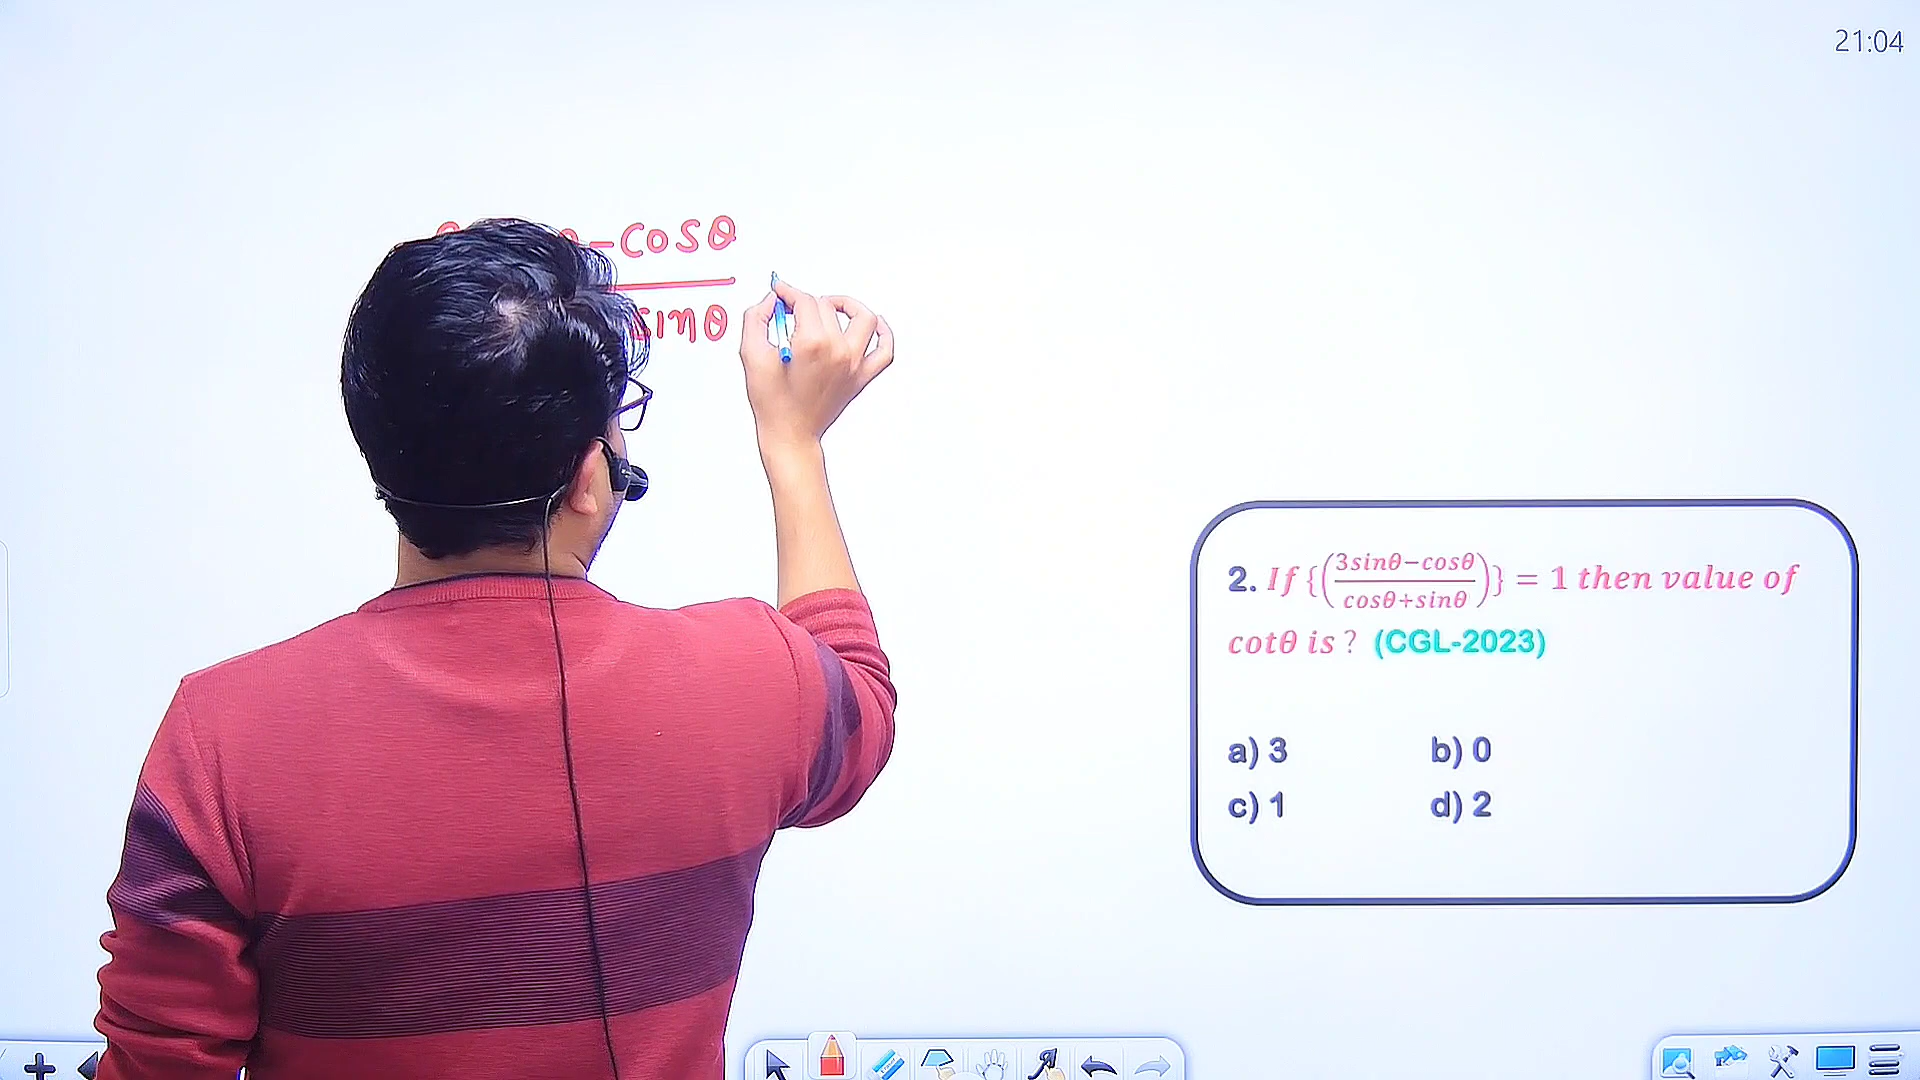 21:04
-cosθ
sinθ
2. If {(3sinθ−cosθ/cosθ+sinθ)} = 1 then value of
cotθ is ? (CGL-2023)
a) 3 b) 0
c) 1 d) 2